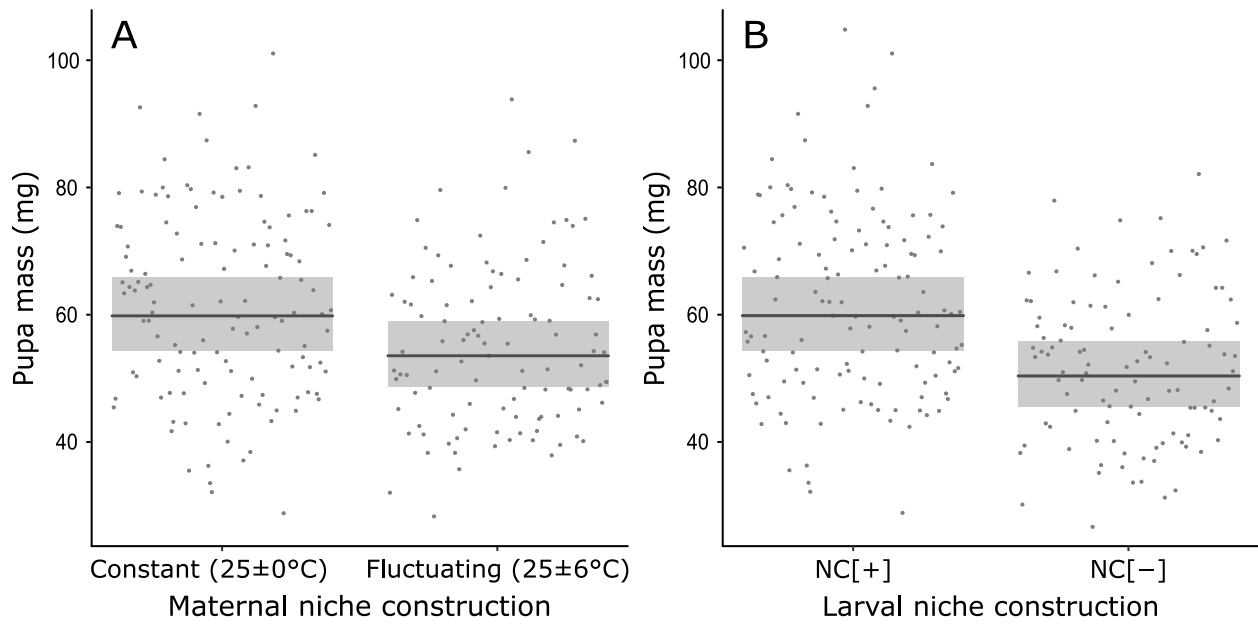 A
Pupa mass (mg)
100
80
60
40
Constant (25±0°C)
Fluctuating (25±6°C)
Maternal niche construction
B
Pupa mass (mg)
100
80
60
40
NC[+]
NC[−]
Larval niche construction